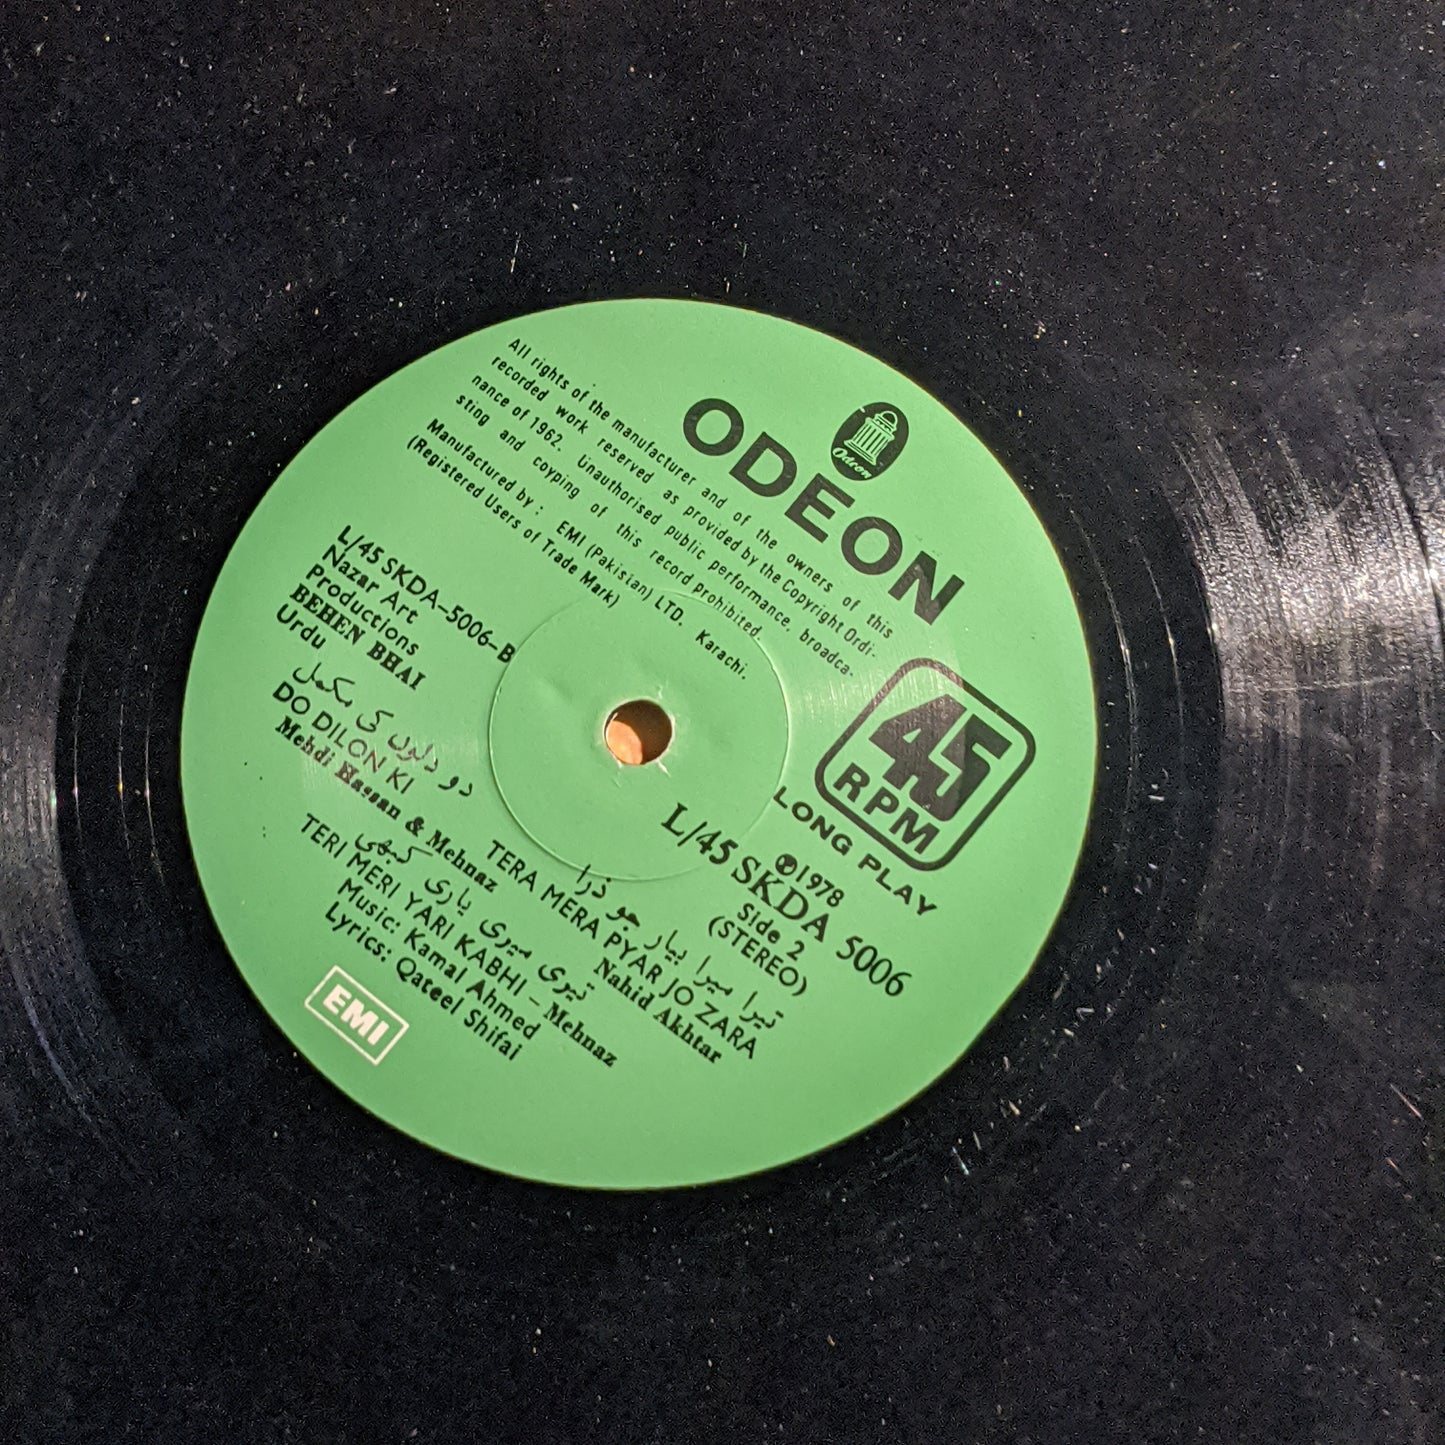 Odeon
ODEON
All rights of the manufacturer and of the owners of this
recorded work reserved as provided by the Copyright Ordi-
nance of 1962. Unauthorised public performance, broadca-
sting and coyping of this record prohibited.
Manufactured by : EMI (Pakisian) LTD. Karachi.
(Registered Users of Trade Mark)
45
RPM
LONG PLAY
℗1978
L/45 SKDA 5006
Side 2
(STEREO)
L/45 SKDA-5006-B
Nazar Art
Productions
BEHEN BHAI
Urdu
دو دلوں کی مکمل
DO DILON KI
Mehdi Hassan & Mehnaz
تیرا میرا پیار جو ذرا
TERA MERA PYAR JO ZARA
Nahid Akhtar
تیری میری یاری کبھی
TERI MERI YARI KABHI - Mehnaz
Music: Kamal Ahmed
Lyrics: Qateel Shifai
EMI